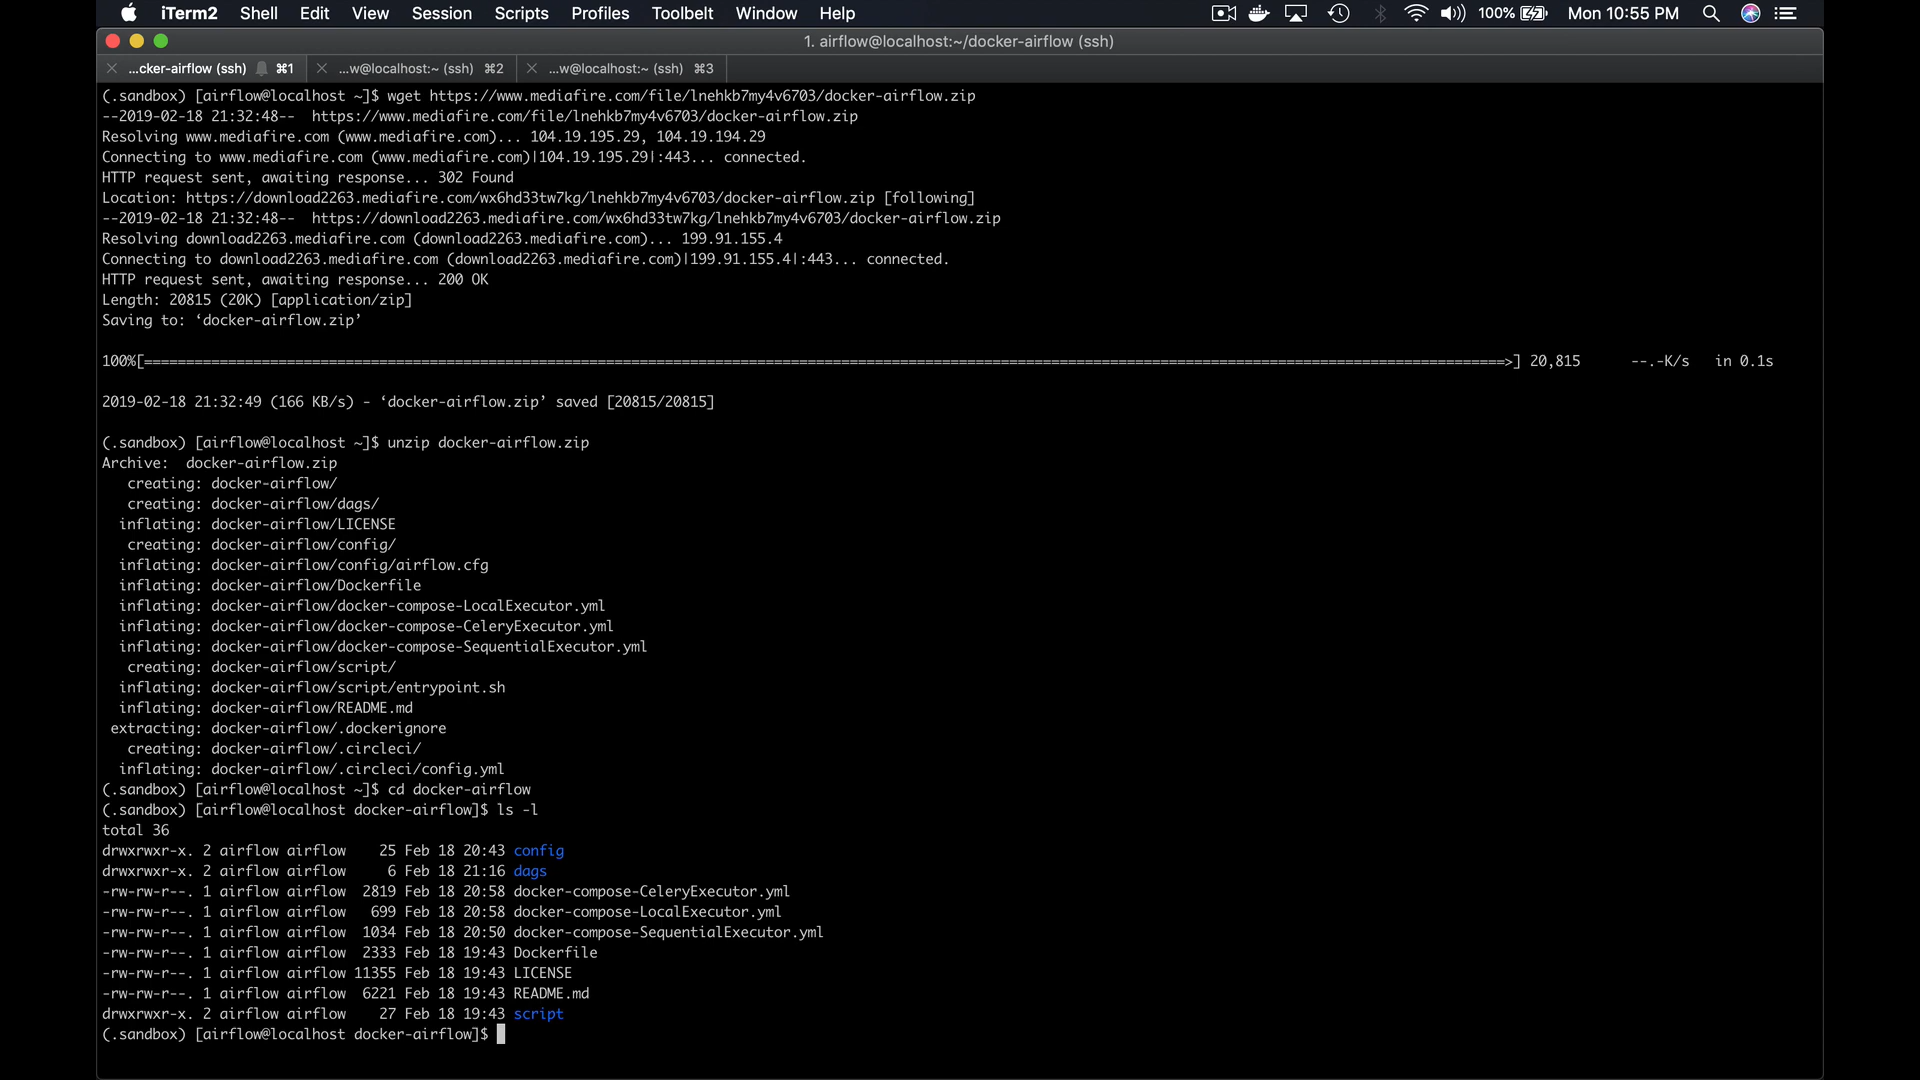 iTerm2 Shell Edit View Session Scripts Profiles Toolbelt Window Help 100% Mon 10:55 PM
1. airflow@localhost:~/docker-airflow (ssh)
...cker-airflow (ssh) ⌘1 ...w@localhost:~ (ssh) ⌘2 ...w@localhost:~ (ssh) ⌘3
(.sandbox) [airflow@localhost ~]$ wget https://www.mediafire.com/file/lnehkb7my4v6703/docker-airflow.zip
--2019-02-18 21:32:48--  https://www.mediafire.com/file/lnehkb7my4v6703/docker-airflow.zip
Resolving www.mediafire.com (www.mediafire.com)... 104.19.195.29, 104.19.194.29
Connecting to www.mediafire.com (www.mediafire.com)|104.19.195.29|:443... connected.
HTTP request sent, awaiting response... 302 Found
Location: https://download2263.mediafire.com/wx6hd33tw7kg/lnehkb7my4v6703/docker-airflow.zip [following]
--2019-02-18 21:32:48--  https://download2263.mediafire.com/wx6hd33tw7kg/lnehkb7my4v6703/docker-airflow.zip
Resolving download2263.mediafire.com (download2263.mediafire.com)... 199.91.155.4
Connecting to download2263.mediafire.com (download2263.mediafire.com)|199.91.155.4|:443... connected.
HTTP request sent, awaiting response... 200 OK
Length: 20815 (20K) [application/zip]
Saving to: ‘docker-airflow.zip’
100%[==================================================================>] 20,815 --.-K/s in 0.1s
2019-02-18 21:32:49 (166 KB/s) - ‘docker-airflow.zip’ saved [20815/20815]
(.sandbox) [airflow@localhost ~]$ unzip docker-airflow.zip
Archive:  docker-airflow.zip
creating: docker-airflow/
creating: docker-airflow/dags/
inflating: docker-airflow/LICENSE
creating: docker-airflow/config/
inflating: docker-airflow/config/airflow.cfg
inflating: docker-airflow/Dockerfile
inflating: docker-airflow/docker-compose-LocalExecutor.yml
inflating: docker-airflow/docker-compose-CeleryExecutor.yml
inflating: docker-airflow/docker-compose-SequentialExecutor.yml
creating: docker-airflow/script/
inflating: docker-airflow/script/entrypoint.sh
inflating: docker-airflow/README.md
extracting: docker-airflow/.dockerignore
creating: docker-airflow/.circleci/
inflating: docker-airflow/.circleci/config.yml
(.sandbox) [airflow@localhost ~]$ cd docker-airflow
(.sandbox) [airflow@localhost docker-airflow]$ ls -l
total 36
drwxrwxr-x. 2 airflow airflow    25 Feb 18 20:43 config
drwxrwxr-x. 2 airflow airflow     6 Feb 18 21:16 dags
-rw-rw-r--. 1 airflow airflow  2819 Feb 18 20:58 docker-compose-CeleryExecutor.yml
-rw-rw-r--. 1 airflow airflow   699 Feb 18 20:58 docker-compose-LocalExecutor.yml
-rw-rw-r--. 1 airflow airflow  1034 Feb 18 20:50 docker-compose-SequentialExecutor.yml
-rw-rw-r--. 1 airflow airflow  2333 Feb 18 19:43 Dockerfile
-rw-rw-r--. 1 airflow airflow 11355 Feb 18 19:43 LICENSE
-rw-rw-r--. 1 airflow airflow  6221 Feb 18 19:43 README.md
drwxrwxr-x. 2 airflow airflow    27 Feb 18 19:43 script
(.sandbox) [airflow@localhost docker-airflow]$